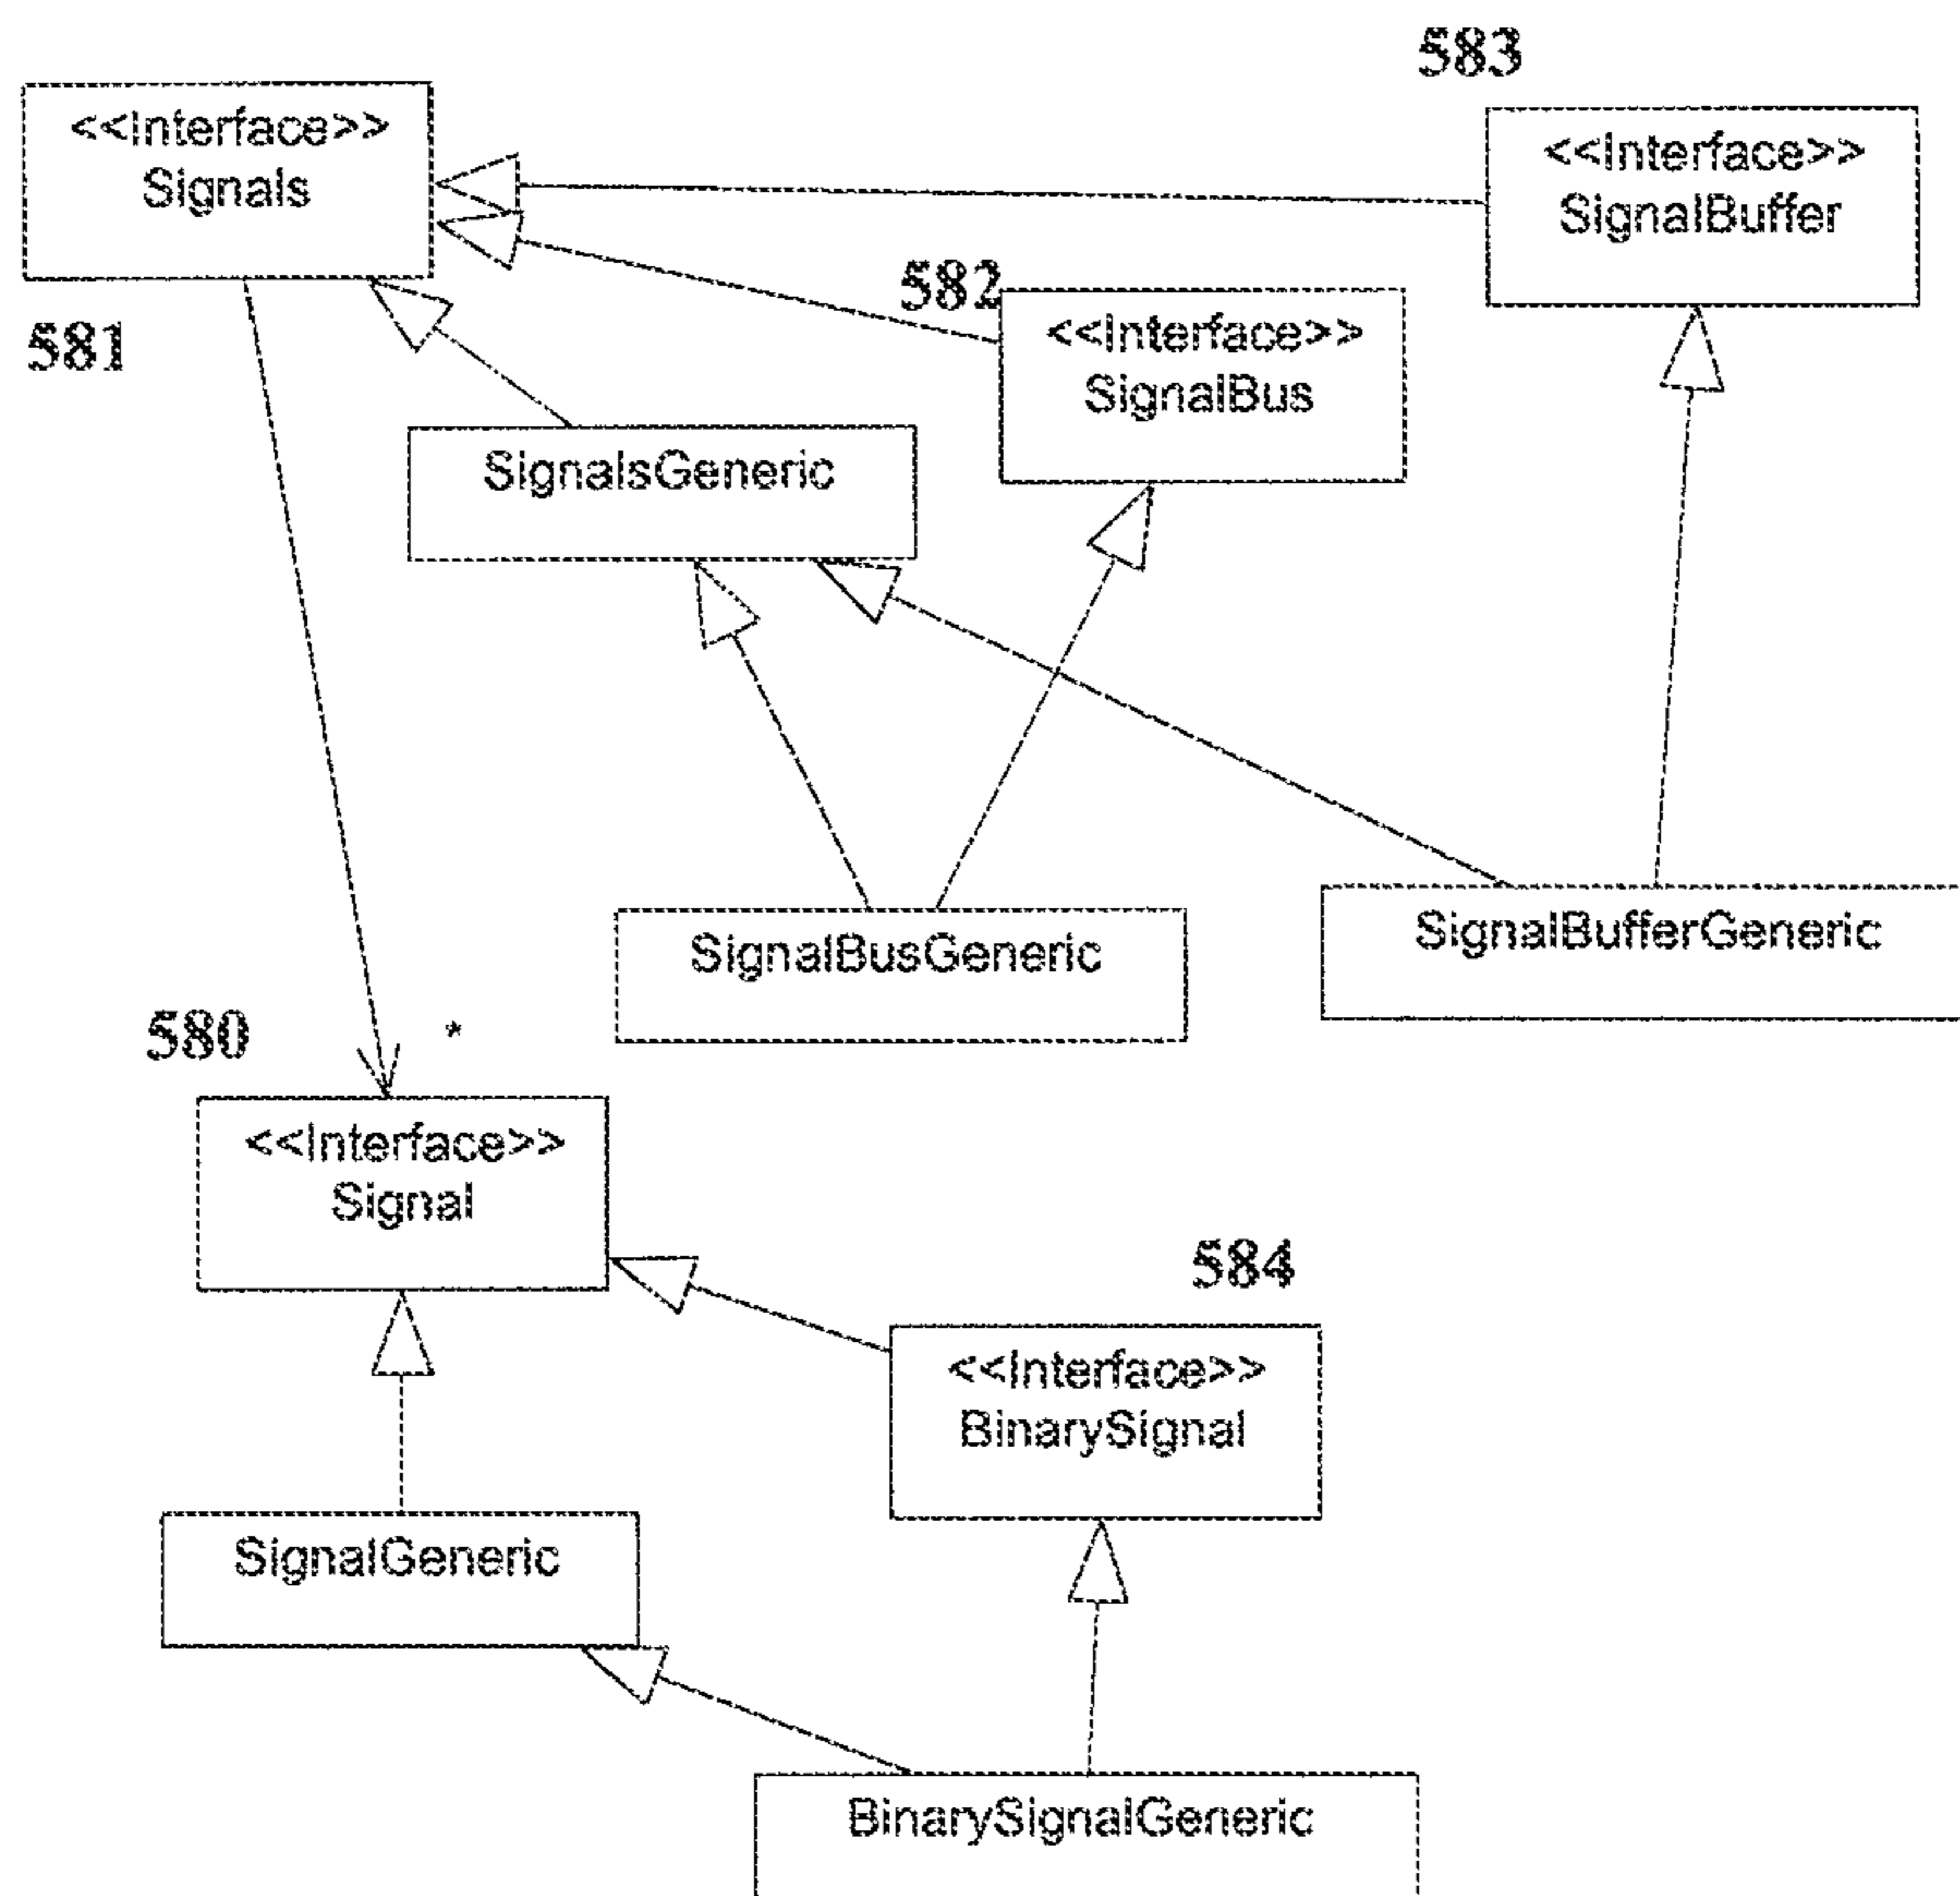 583
<<Interface>>
Signals
<<Interface>>
SignalBuffer
582
581
<<Interface>>
SignalBus
SignalsGeneric
SignalBusGeneric
SignalBufferGeneric
580
*
<<Interface>>
Signal
584
<<Interface>>
BinarySignal
SignalGeneric
BinarySignalGeneric